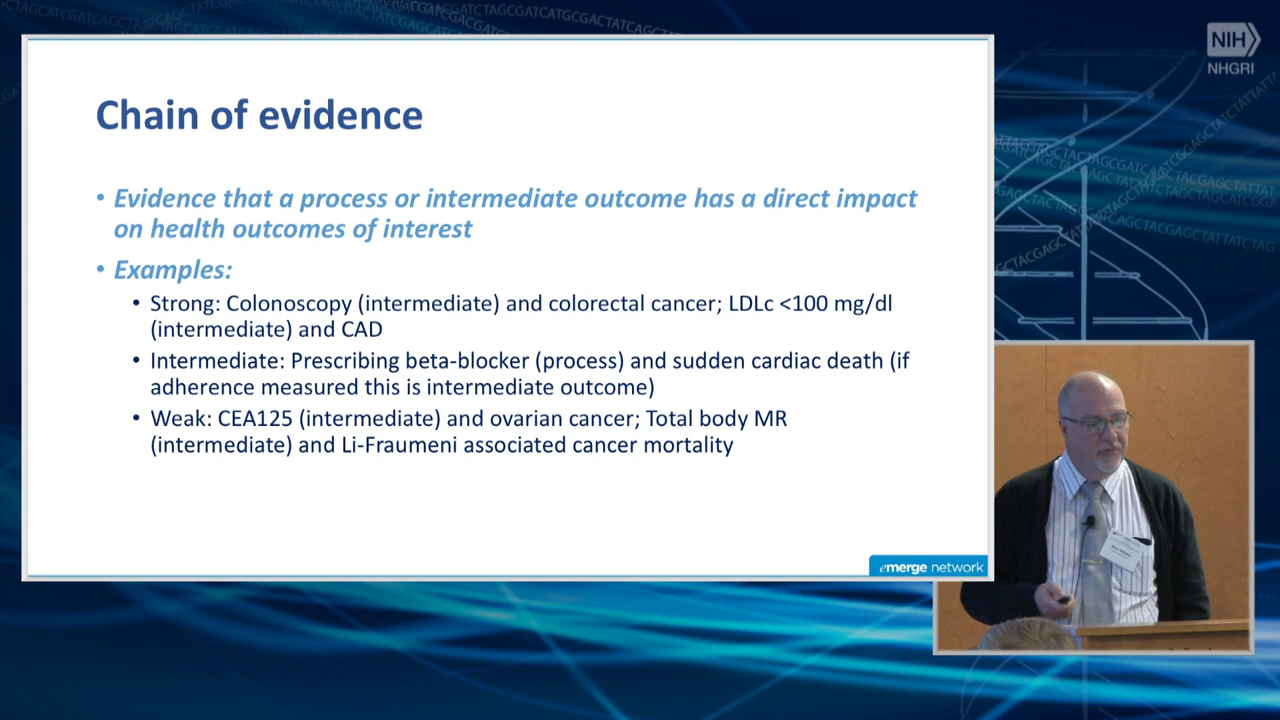 NIH
NHGRI
Chain of evidence
• Evidence that a process or intermediate outcome has a direct impact
on health outcomes of interest
• Examples:
• Strong: Colonoscopy (intermediate) and colorectal cancer; LDLc <100 mg/dl
(intermediate) and CAD
• Intermediate: Prescribing beta-blocker (process) and sudden cardiac death (if
adherence measured this is intermediate outcome)
• Weak: CEA125 (intermediate) and ovarian cancer; Total body MR
(intermediate) and Li-Fraumeni associated cancer mortality
emerge network